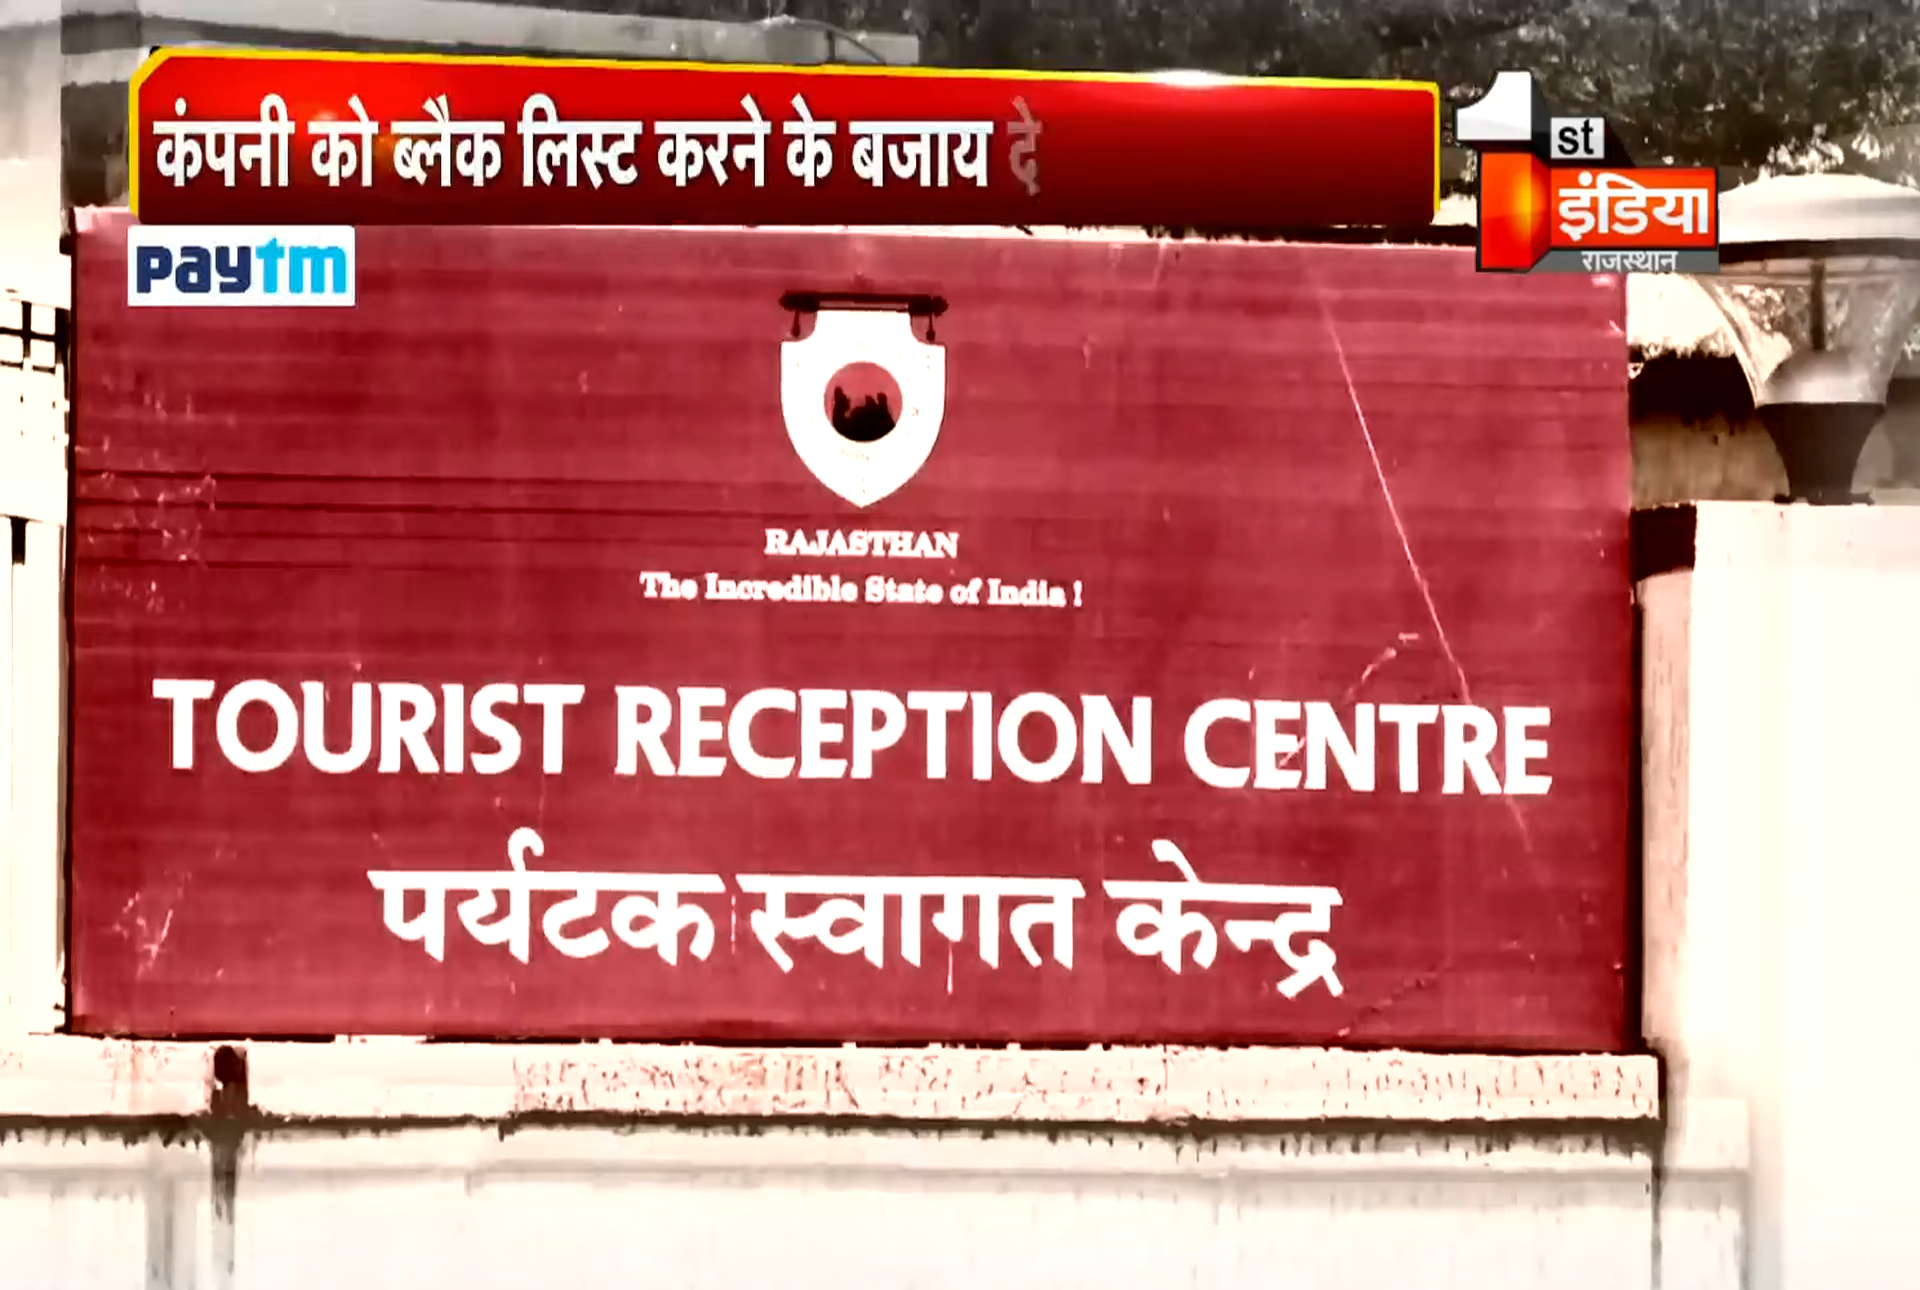 कंपनी को ब्लैक लिस्ट करने के बजाय
1st
इंडिया
राजस्थान
paytm
RAJASTHAN
The Incredible State of India !
TOURIST RECEPTION CENTRE
पर्यटक स्वागत केन्द्र